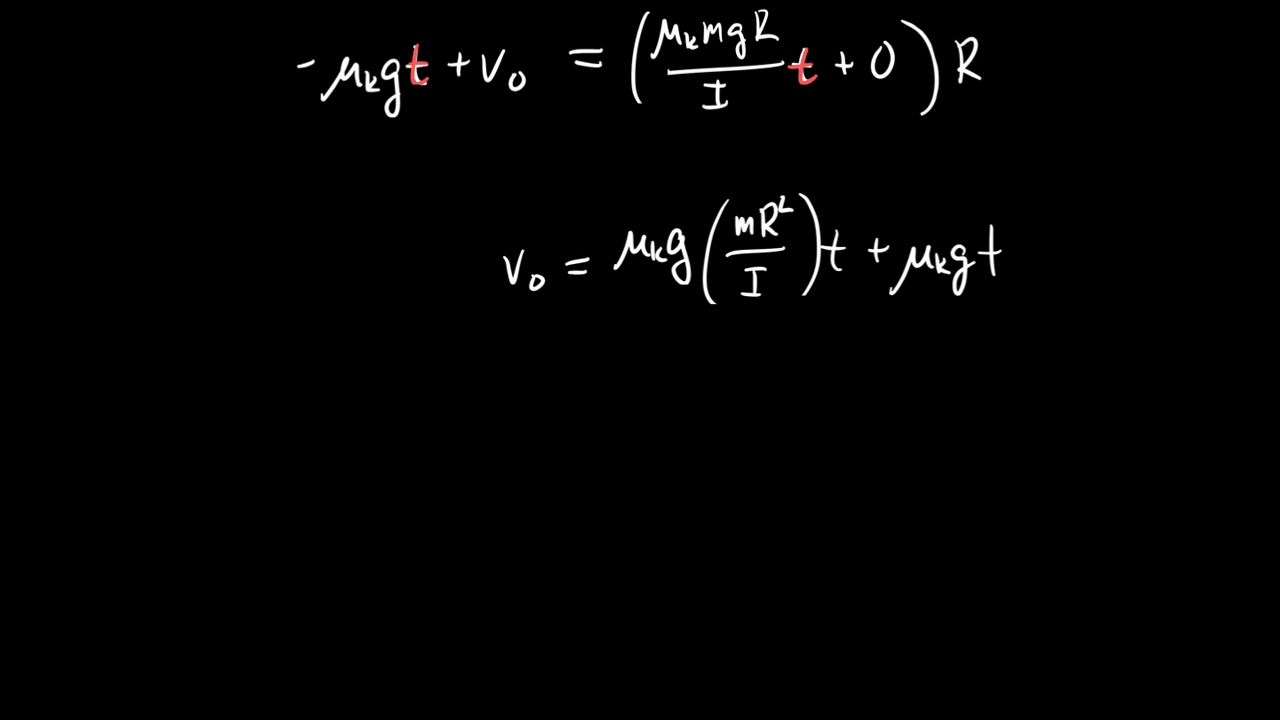 -μₖgt + v₀ = (μₖmgR/I t + 0) R
v₀ = μₖg (mR²/I) t + μₖgt